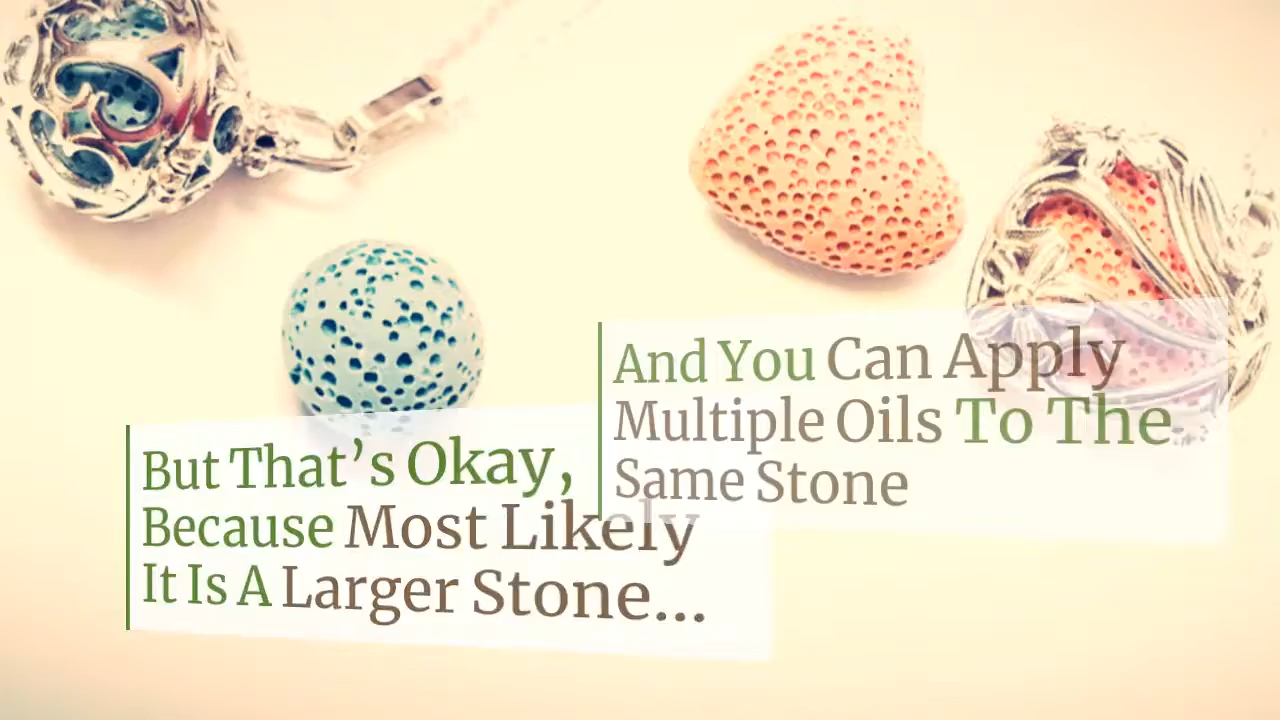 But That’s Okay,
Because Most Likely
It Is A Larger Stone...
And You Can Apply
Multiple Oils To The
Same Stone